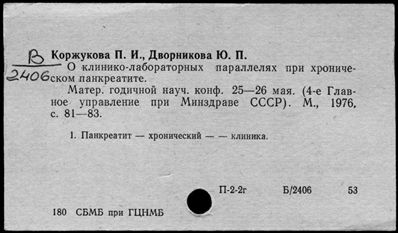 В
2406
Коржукова П. И., Дворникова Ю. П.
О клинико-лабораторных параллелях при хрониче-
ском панкреатите.
Матер. годичной науч. конф. 25—26 мая. (4-е Глав-
ное управление при Минздраве СССР). М., 1976,
с. 81—83.
1. Панкреатит — хронический — — клиника.
П-2-2г Б/2406 53
180 СБМБ при ГЦНМБ